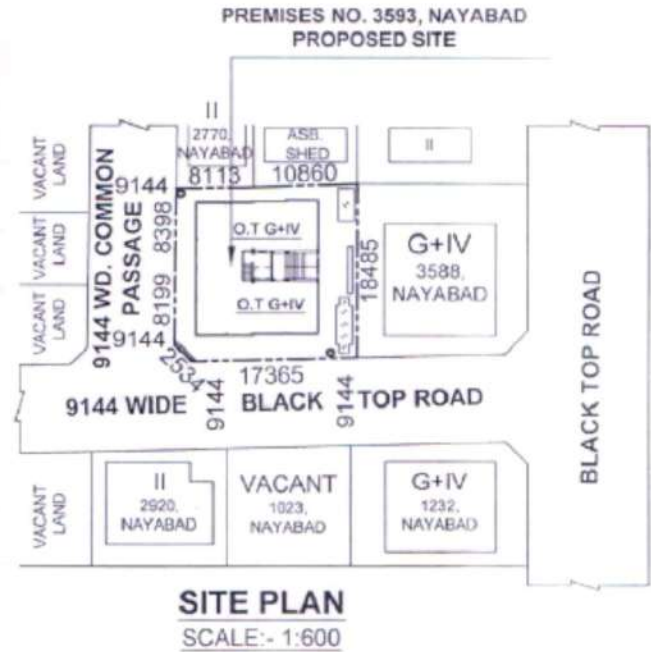 PREMISES NO. 3593, NAYABAD
PROPOSED SITE
II
2770,
NAYABAD
ASB.
SHED
II
VACANT
LAND
VACANT
LAND
VACANT
LAND
9144 WD. COMMON
PASSAGE
9144
8113
10860
8398
8199
9144
2534
O.T G+IV
O.T G+IV
18485
G+IV
3588,
NAYABAD
17365
9144
9144
9144 WIDE BLACK TOP ROAD
BLACK TOP ROAD
VACANT
LAND
II
2920,
NAYABAD
VACANT
1023,
NAYABAD
G+IV
1232,
NAYABAD
SITE PLAN
SCALE:- 1:600